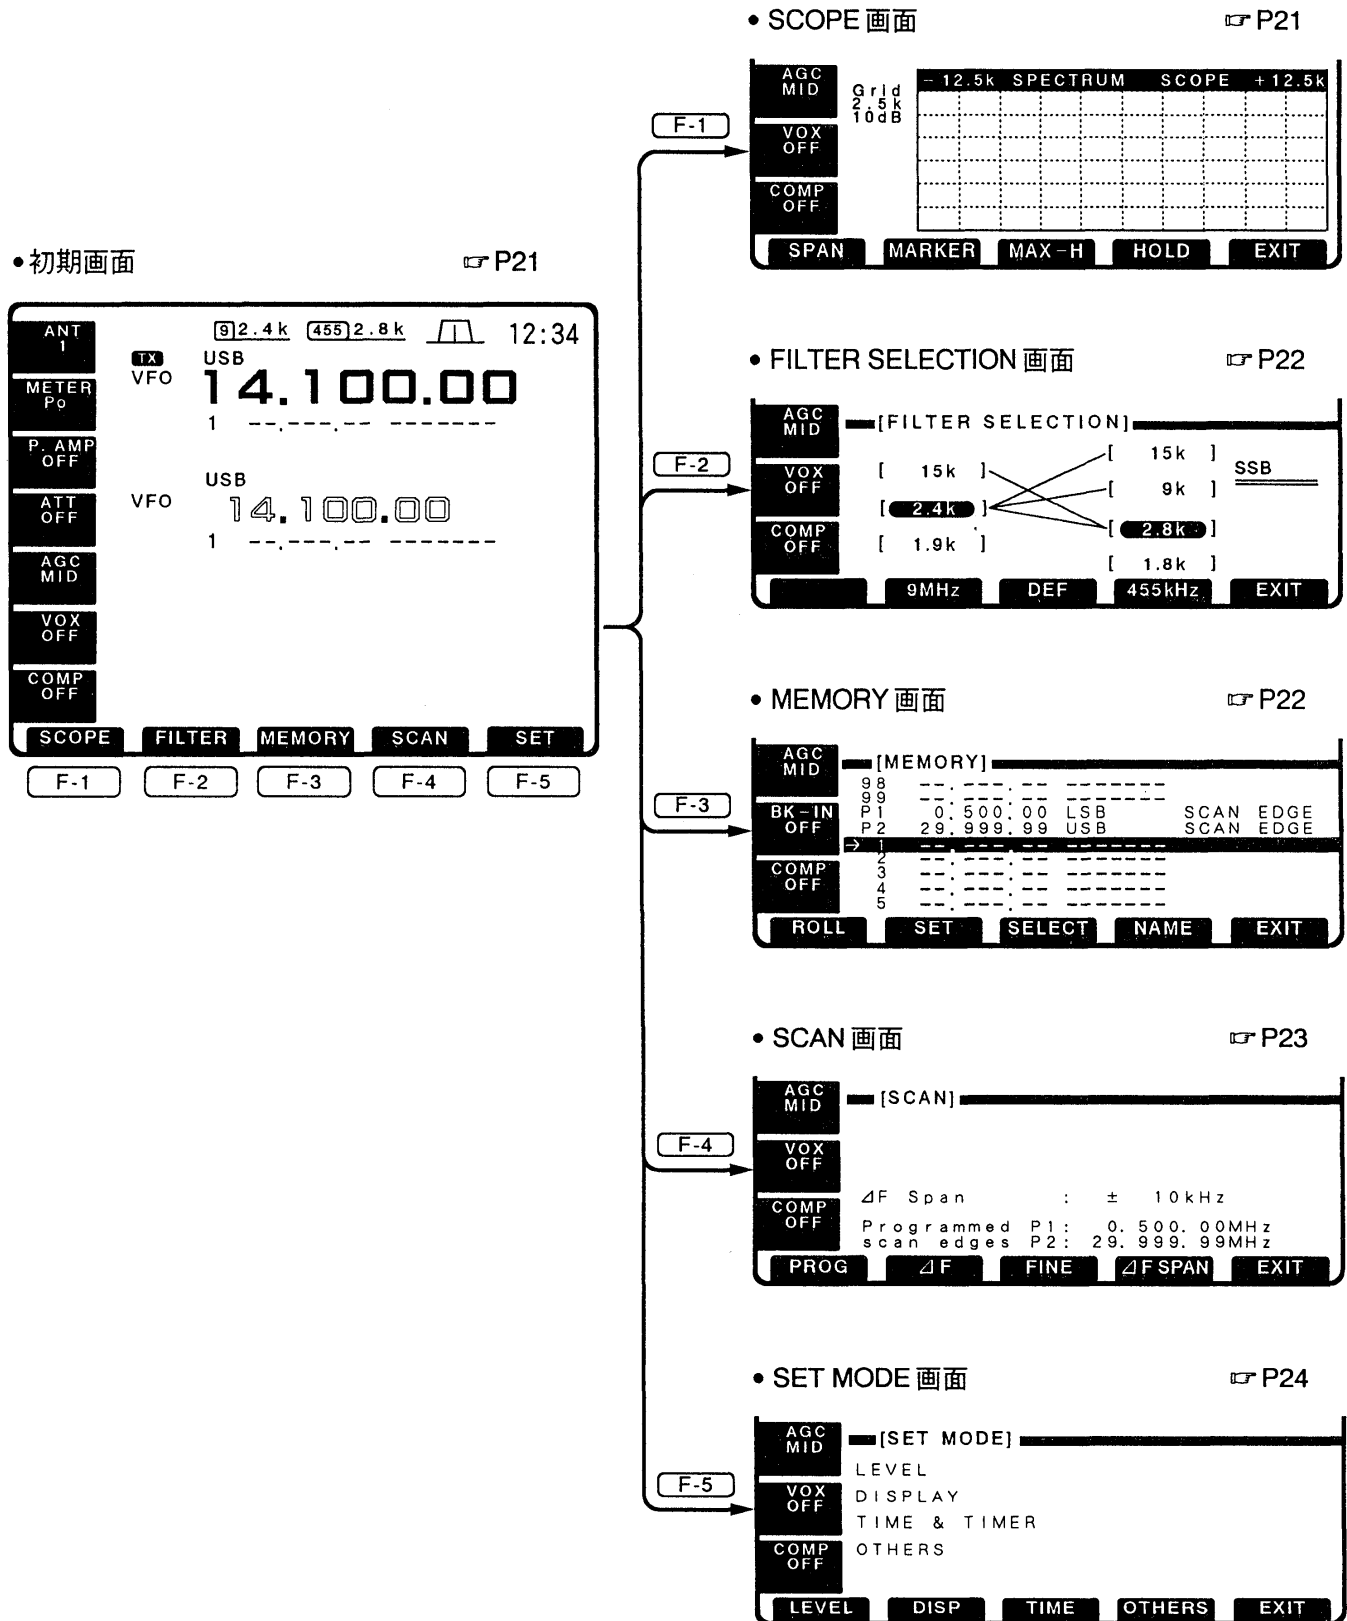 •初期画面 ☞P21
ANT 1
METER Po
P. AMP OFF
ATT OFF
AGC MID
VOX OFF
COMP OFF
9 2.4k 455 2.8k 12:34
TX USB
VFO 14.100.00
1 --.---.-- -------
USB
VFO 14.100.00
1 --.---.-- -------
SCOPE FILTER MEMORY SCAN SET
F-1 F-2 F-3 F-4 F-5
F-1
• SCOPE 画面 ☞P21
AGC MID
VOX OFF
COMP OFF
Grid
2.5k
10dB
-12.5k SPECTRUM SCOPE +12.5k
SPAN MARKER MAX-H HOLD EXIT
F-2
• FILTER SELECTION 画面 ☞P22
AGC MID
VOX OFF
COMP OFF
[FILTER SELECTION]
[ 15k ] [ 15k ] SSB
[ 2.4k ] [ 9k ]
[ 1.9k ] [ 2.8k ]
[ 1.8k ]
9MHz DEF 455kHz EXIT
F-3
• MEMORY 画面 ☞P22
AGC MID
BK-IN OFF
COMP OFF
[MEMORY]
98 --.---.-- -------
99 --.---.-- -------
P1 0.500.00 LSB SCAN EDGE
P2 29.999.99 USB SCAN EDGE
→ 1 --.---.-- -------
2 --.---.-- -------
3 --.---.-- -------
4 --.---.-- -------
5 --.---.-- -------
ROLL SET SELECT NAME EXIT
F-4
• SCAN 画面 ☞P23
AGC MID
VOX OFF
COMP OFF
[SCAN]
⊿F Span : ± 10kHz
Programmed P1: 0.500.00MHz
scan edges P2: 29.999.99MHz
PROG ⊿F FINE ⊿F SPAN EXIT
F-5
• SET MODE 画面 ☞P24
AGC MID
VOX OFF
COMP OFF
[SET MODE]
LEVEL
DISPLAY
TIME & TIMER
OTHERS
LEVEL DISP TIME OTHERS EXIT